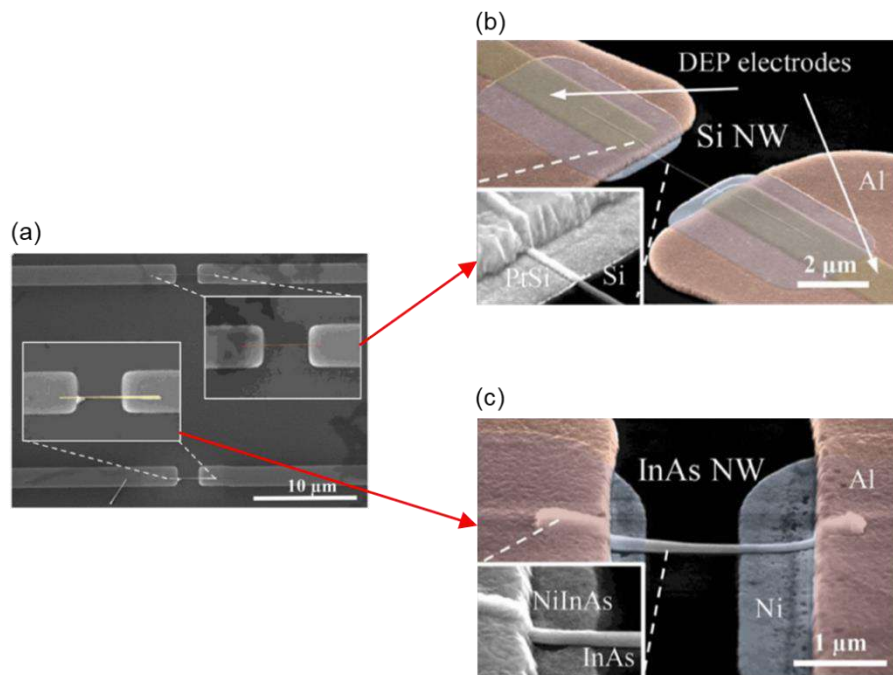 (a)
10 µm
(b)
DEP electrodes
Si NW
Al
PtSi
Si
2 µm
(c)
InAs NW
Al
NiInAs
InAs
Ni
1 µm